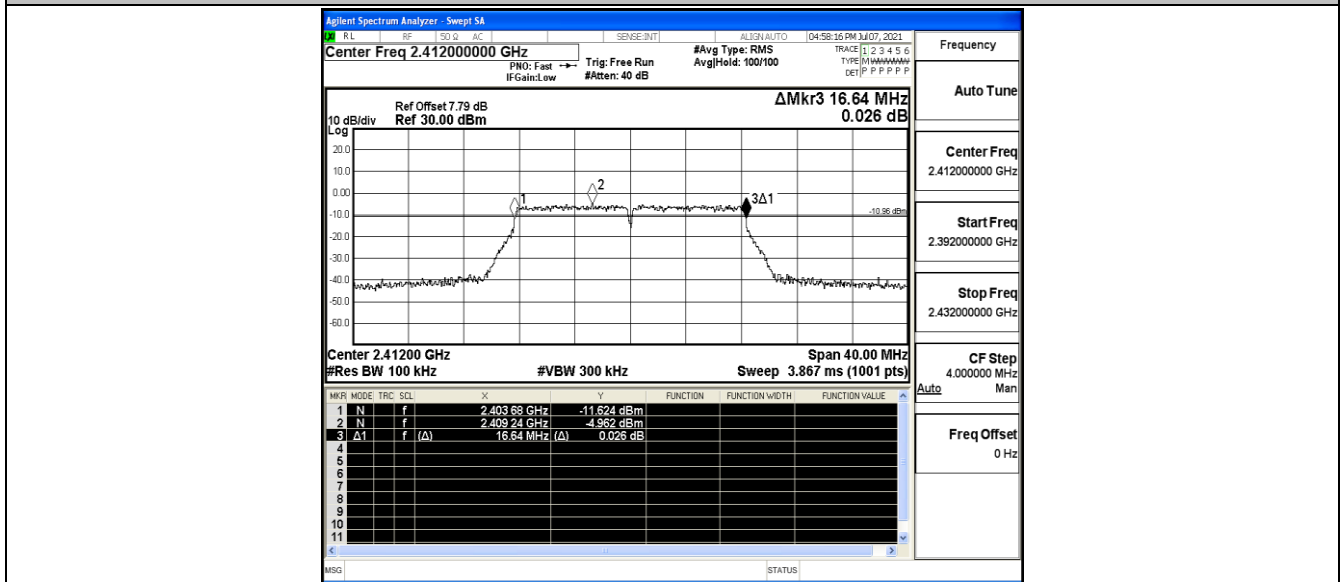 Agilent Spectrum Analyzer - Swept SA
RL RF 50 Ω AC SENSE:INT ALIGNAUTO 04:58:16 PM Jul 07, 2021
Center Freq 2.412000000 GHz
PNO: Fast
IFGain:Low
Trig: Free Run
#Atten: 40 dB
#Avg Type: RMS
Avg|Hold: 100/100
TRACE 1 2 3 4 5 6
TYPE MWWWWW
DET P P P P P P
Ref Offset 7.79 dB
10 dB/div Ref 30.00 dBm
ΔMkr3 16.64 MHz
0.026 dB
Log
20.0
10.0
0.00
-10.0
-20.0
-30.0
-40.0
-50.0
-60.0
1
2
3Δ1
-10.96 dBm
Center 2.41200 GHz Span 40.00 MHz
#Res BW 100 kHz #VBW 300 kHz Sweep 3.867 ms (1001 pts)
MKR MODE TRC SCL X Y FUNCTION FUNCTION WIDTH FUNCTION VALUE
1 N f 2.403 68 GHz -11.624 dBm
2 N f 2.409 24 GHz -4.962 dBm
3 Δ1 f (Δ) 16.64 MHz (Δ) 0.026 dB
4
5
6
7
8
9
10
11
MSG STATUS
Frequency
Auto Tune
Center Freq
2.412000000 GHz
Start Freq
2.392000000 GHz
Stop Freq
2.432000000 GHz
CF Step
4.000000 MHz
Auto Man
Freq Offset
0 Hz